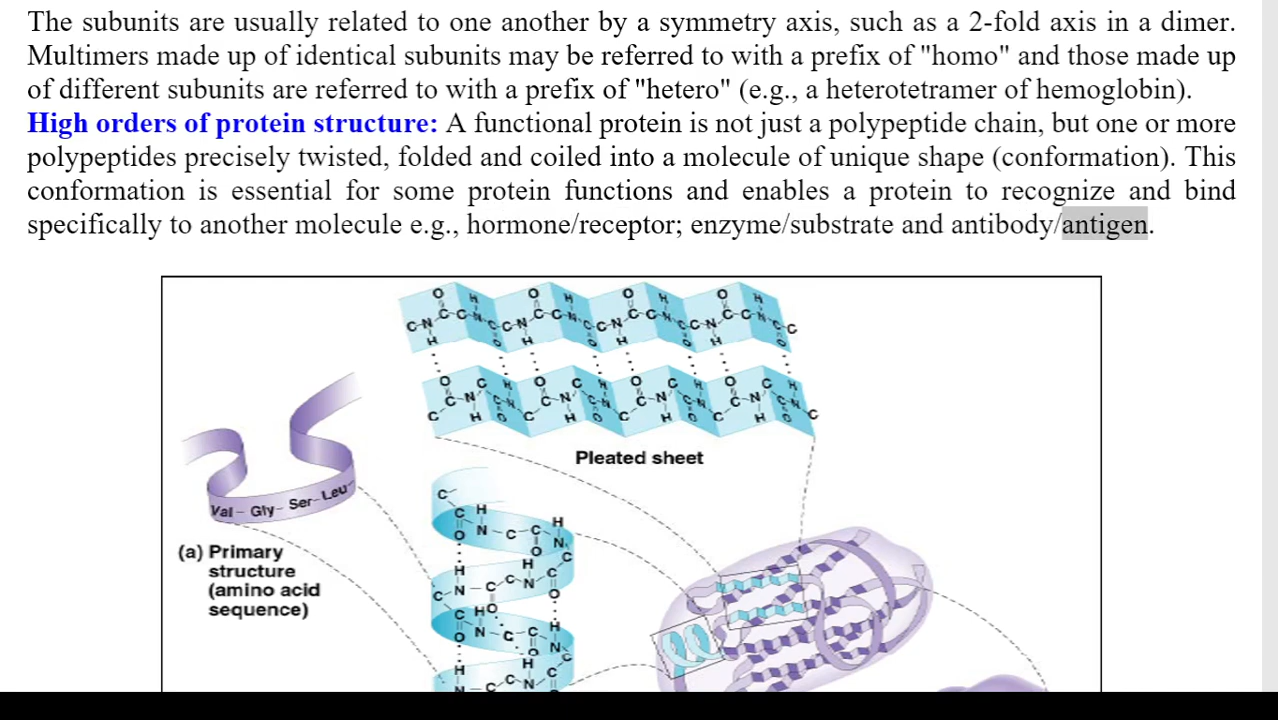 The subunits are usually related to one another by a symmetry axis, such as a 2-fold axis in a dimer.
Multimers made up of identical subunits may be referred to with a prefix of "homo" and those made up
of different subunits are referred to with a prefix of "hetero" (e.g., a heterotetramer of hemoglobin).
High orders of protein structure: A functional protein is not just a polypeptide chain, but one or more
polypeptides precisely twisted, folded and coiled into a molecule of unique shape (conformation). This
conformation is essential for some protein functions and enables a protein to recognize and bind
specifically to another molecule e.g., hormone/receptor; enzyme/substrate and antibody/antigen.
Pleated sheet
Val - Gly - Ser - Leu
(a) Primary
structure
(amino acid
sequence)